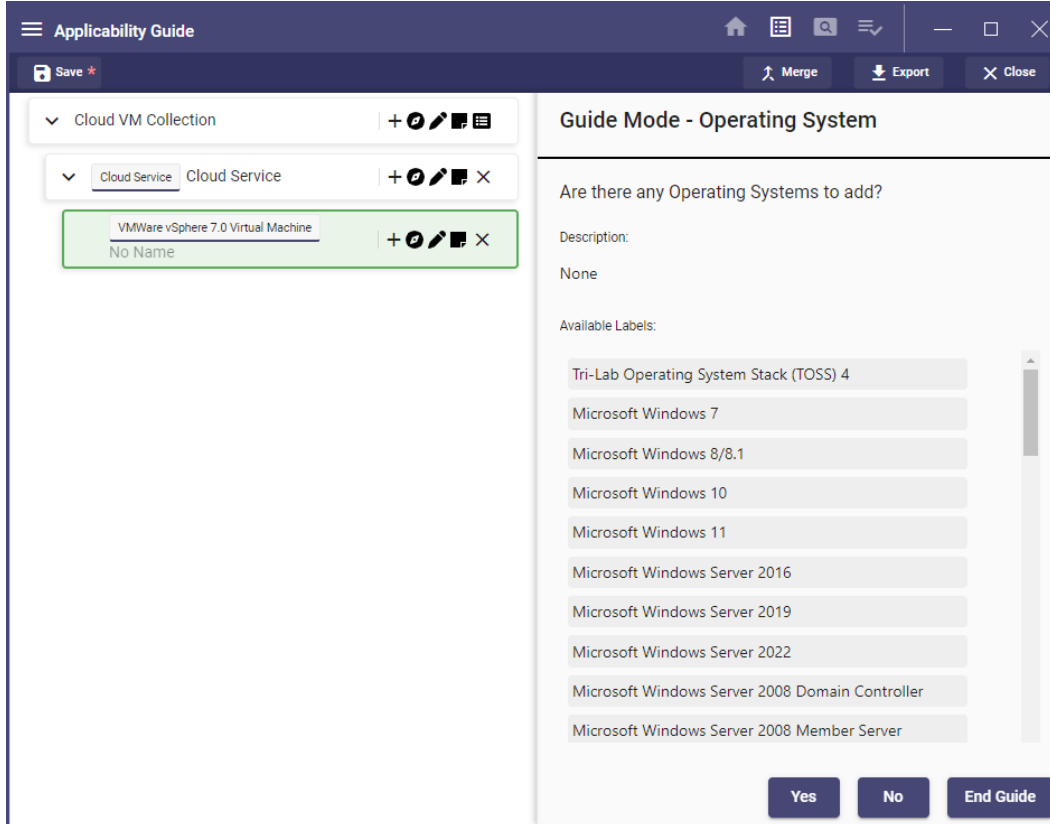 Applicability Guide
Save *
Merge
Export
Close
Cloud VM Collection
Cloud Service Cloud Service
VMWare vSphere 7.0 Virtual Machine
No Name
Guide Mode - Operating System
Are there any Operating Systems to add?
Description:
None
Available Labels:
Tri-Lab Operating System Stack (TOSS) 4
Microsoft Windows 7
Microsoft Windows 8/8.1
Microsoft Windows 10
Microsoft Windows 11
Microsoft Windows Server 2016
Microsoft Windows Server 2019
Microsoft Windows Server 2022
Microsoft Windows Server 2008 Domain Controller
Microsoft Windows Server 2008 Member Server
Yes
No
End Guide